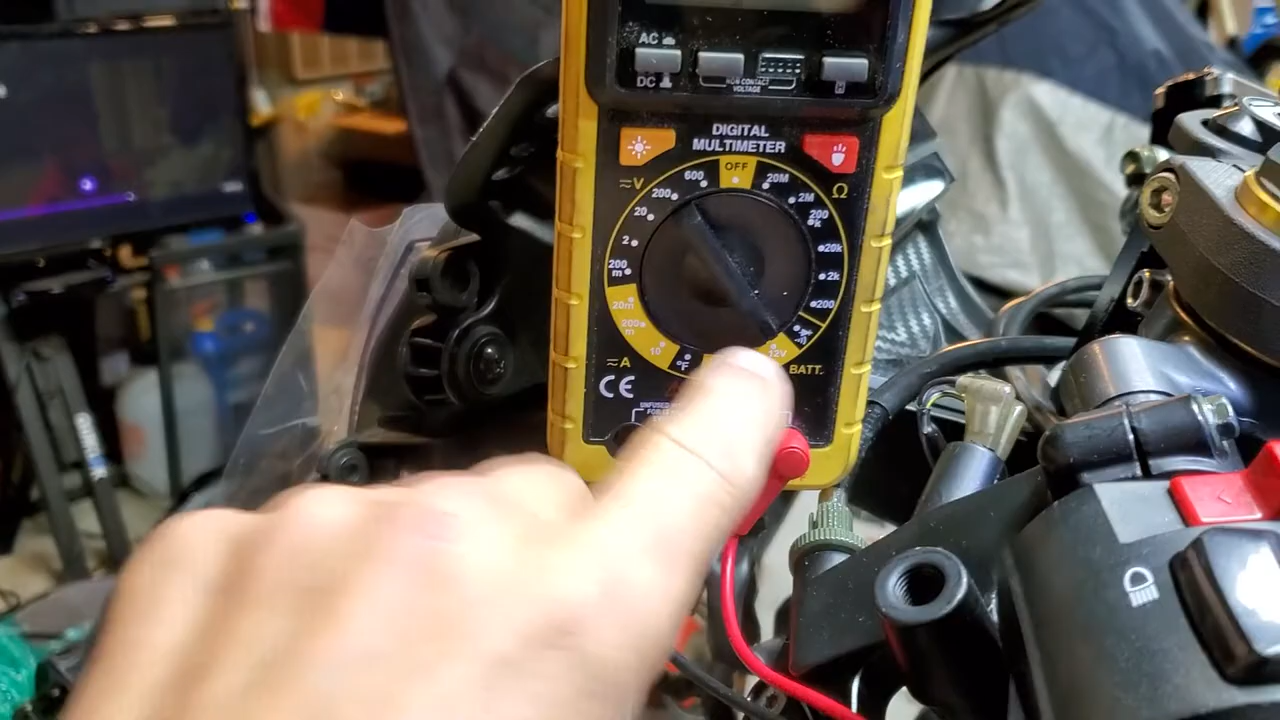 AC
DC
NON CONTACT
VOLTAGE
H
DIGITAL
MULTIMETER
OFF
≂V
600
200
20
2
200
m
20m
200
m
10
≂A
°F
Ω
20M
2M
200
k
20k
2k
200
12V
BATT.
CE
UNFUSED